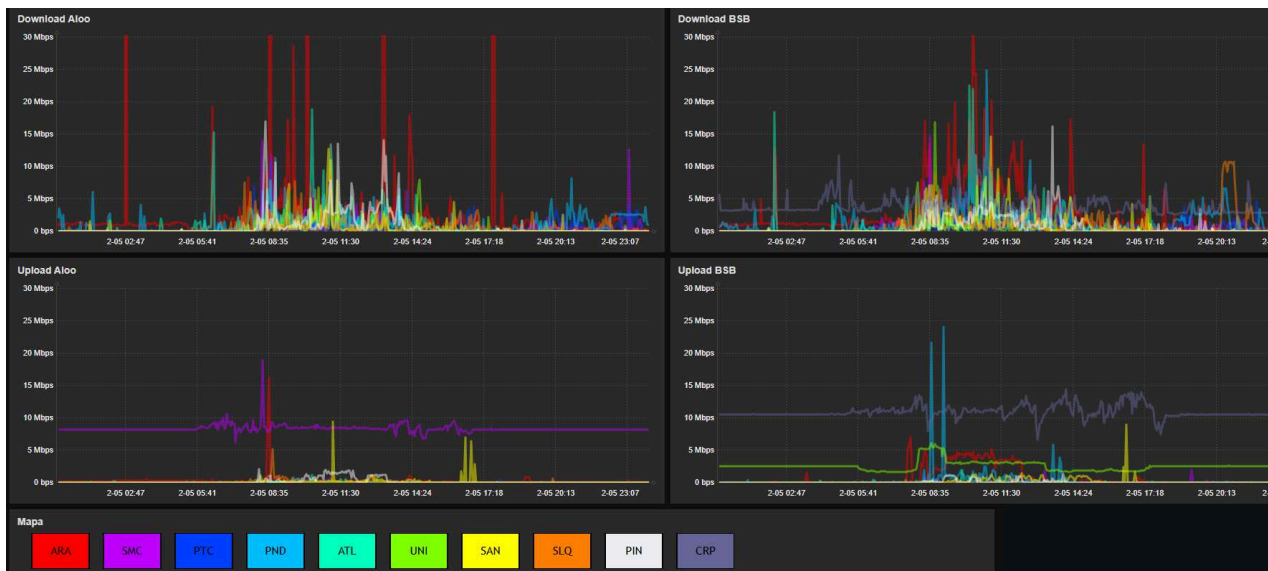 Download Aloo
30 Mbps
25 Mbps
20 Mbps
15 Mbps
10 Mbps
5 Mbps
0 bps
2-05 02:47 2-05 05:41 2-05 08:35 2-05 11:30 2-05 14:24 2-05 17:18 2-05 20:13 2-05 23:07
Download BSB
30 Mbps
25 Mbps
20 Mbps
15 Mbps
10 Mbps
5 Mbps
0 bps
2-05 02:47 2-05 05:41 2-05 08:35 2-05 11:30 2-05 14:24 2-05 17:18 2-05 20:13 2-
Upload Aloo
30 Mbps
25 Mbps
20 Mbps
15 Mbps
10 Mbps
5 Mbps
0 bps
2-05 02:47 2-05 05:41 2-05 08:35 2-05 11:30 2-05 14:24 2-05 17:18 2-05 20:13 2-05 23:07
Upload BSB
30 Mbps
25 Mbps
20 Mbps
15 Mbps
10 Mbps
5 Mbps
0 bps
2-05 02:47 2-05 05:41 2-05 08:35 2-05 11:30 2-05 14:24 2-05 17:18 2-05 20:13 2-
Mapa
ARA SMC PTC PND ATL UNI SAN SLQ PIN CRP